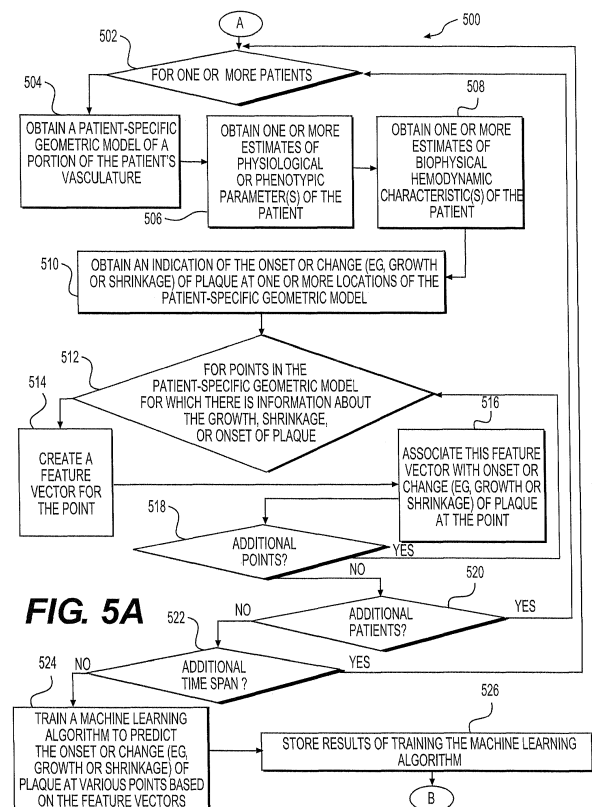 A
500
502
FOR ONE OR MORE PATIENTS
504
OBTAIN A PATIENT-SPECIFIC
GEOMETRIC MODEL OF A
PORTION OF THE PATIENT'S
VASCULATURE
OBTAIN ONE OR MORE
ESTIMATES OF
PHYSIOLOGICAL
OR PHENOTYPIC
PARAMETER(S) OF THE
PATIENT
506
508
OBTAIN ONE OR MORE
ESTIMATES OF
BIOPHYSICAL
HEMODYNAMIC
CHARACTERISTIC(S) OF THE
PATIENT
510
OBTAIN AN INDICATION OF THE ONSET OR CHANGE (EG, GROWTH
OR SHRINKAGE) OF PLAQUE AT ONE OR MORE LOCATIONS OF THE
PATIENT-SPECIFIC GEOMETRIC MODEL
512
FOR POINTS IN THE
PATIENT-SPECIFIC GEOMETRIC MODEL
FOR WHICH THERE IS INFORMATION ABOUT
THE GROWTH, SHRINKAGE,
OR ONSET OF PLAQUE
514
CREATE A
FEATURE
VECTOR FOR
THE POINT
516
ASSOCIATE THIS FEATURE
VECTOR WITH ONSET OR
CHANGE (EG, GROWTH OR
SHRINKAGE) OF PLAQUE
AT THE POINT
518
ADDITIONAL
POINTS?
YES
NO
520
ADDITIONAL
PATIENTS?
YES
NO
FIG. 5A
522
ADDITIONAL
TIME SPAN ?
YES
NO
524
TRAIN A MACHINE LEARNING
ALGORITHM TO PREDICT
THE ONSET OR CHANGE (EG,
GROWTH OR SHRINKAGE) OF
PLAQUE AT VARIOUS POINTS BASED
ON THE FEATURE VECTORS
526
STORE RESULTS OF TRAINING THE MACHINE LEARNING
ALGORITHM
B